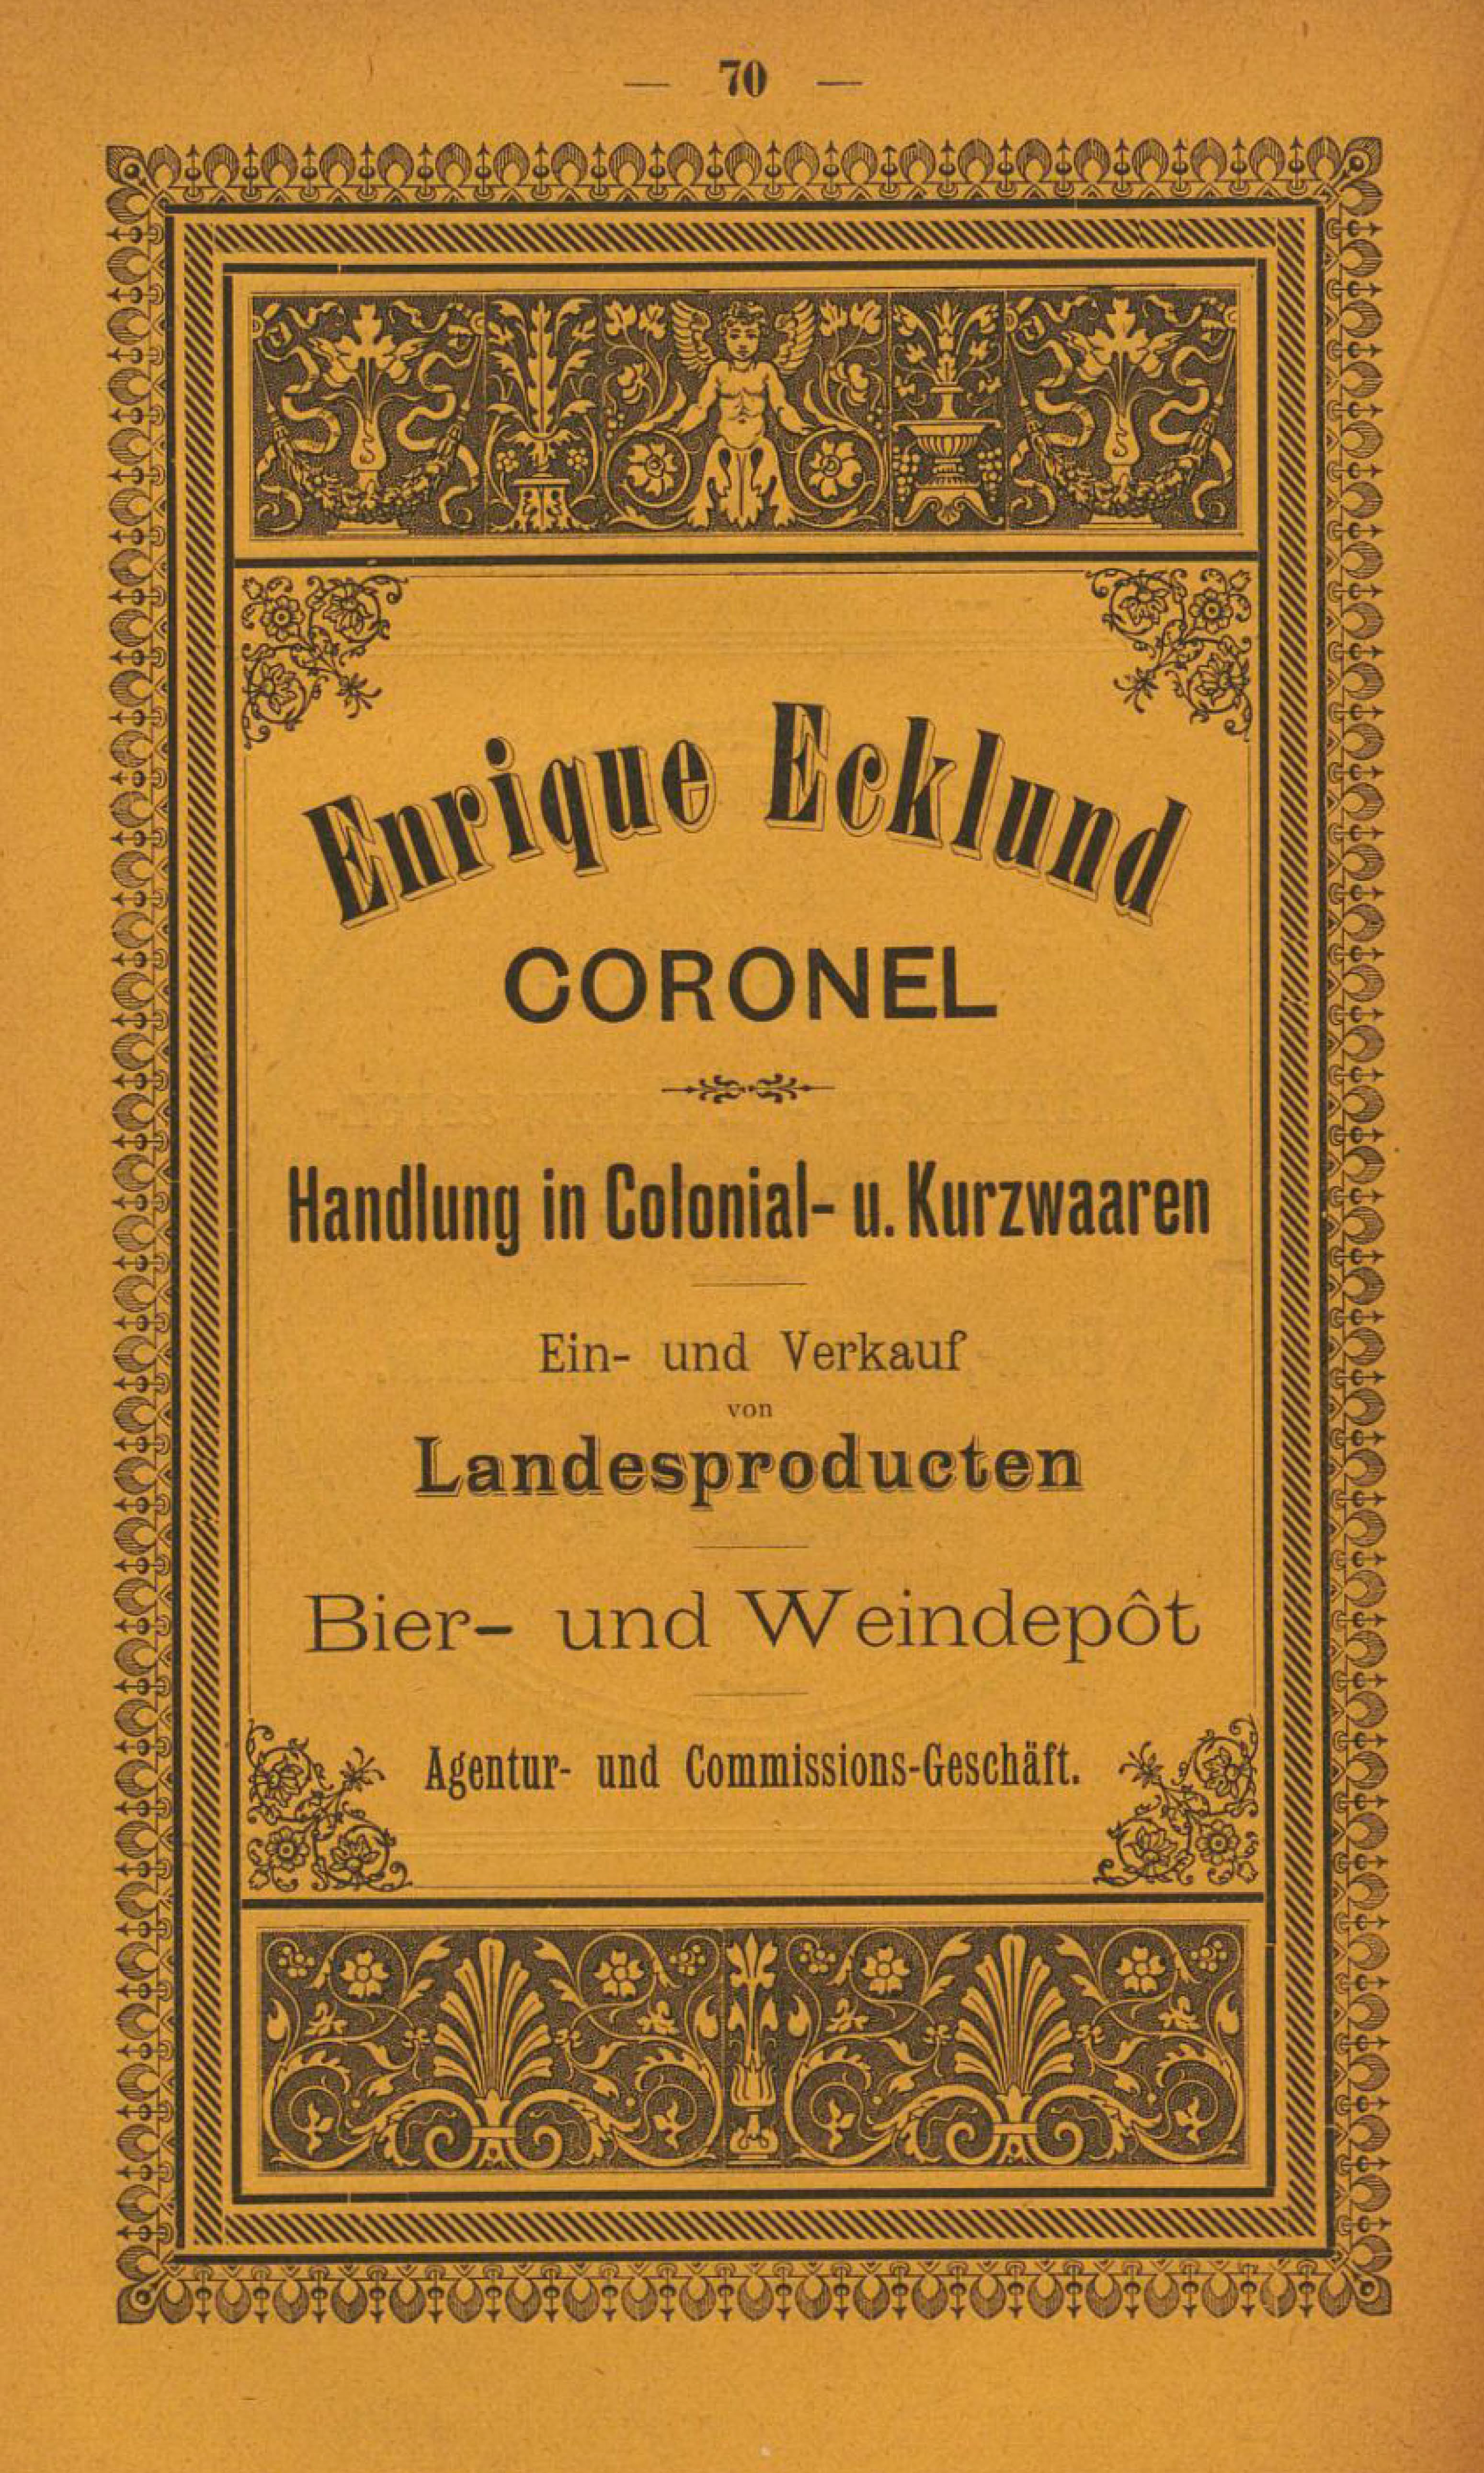 — 70 —
Enrique Ecklund
CORONEL
Handlung in Colonial- u. Kurzwaaren
Ein- und Verkauf
von
Landesproducten
Bier- und Weindepôt
Agentur- und Commissions-Geschäft.